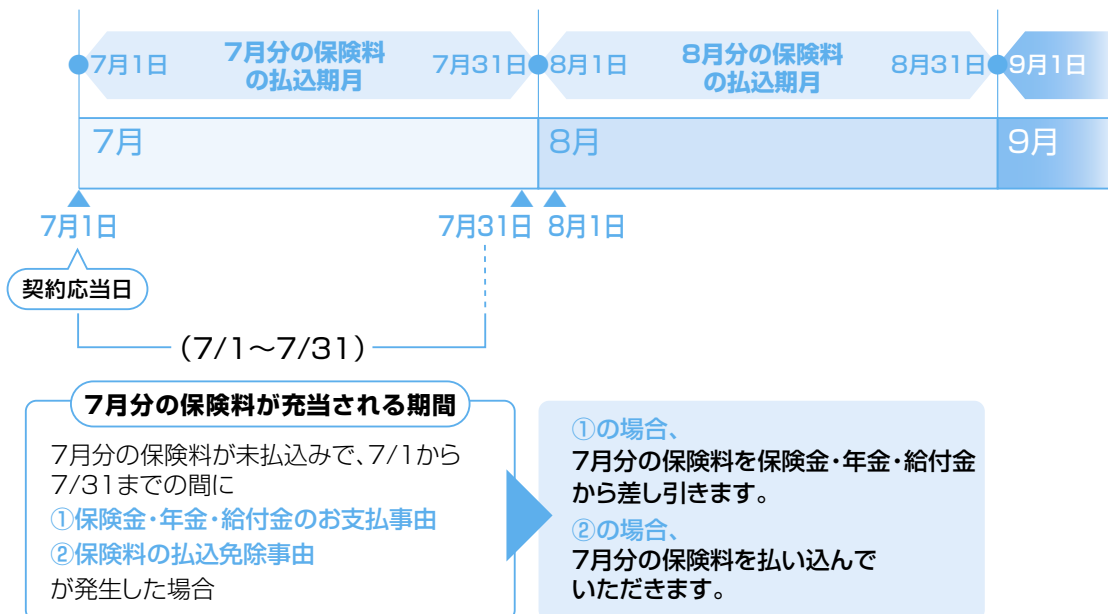 7月1日
7月分の保険料
の払込期月
7月31日
8月1日
8月分の保険料
の払込期月
8月31日
9月1日
7月
8月
9月
7月1日
7月31日
8月1日
契約応当日
（7/1～7/31）
7月分の保険料が充当される期間
7月分の保険料が未払込みで、7/1から
7/31までの間に
①保険金・年金・給付金のお支払事由
②保険料の払込免除事由
が発生した場合
①の場合、
7月分の保険料を保険金・年金・給付金
から差し引きます。
②の場合、
7月分の保険料を払い込んで
いただきます。